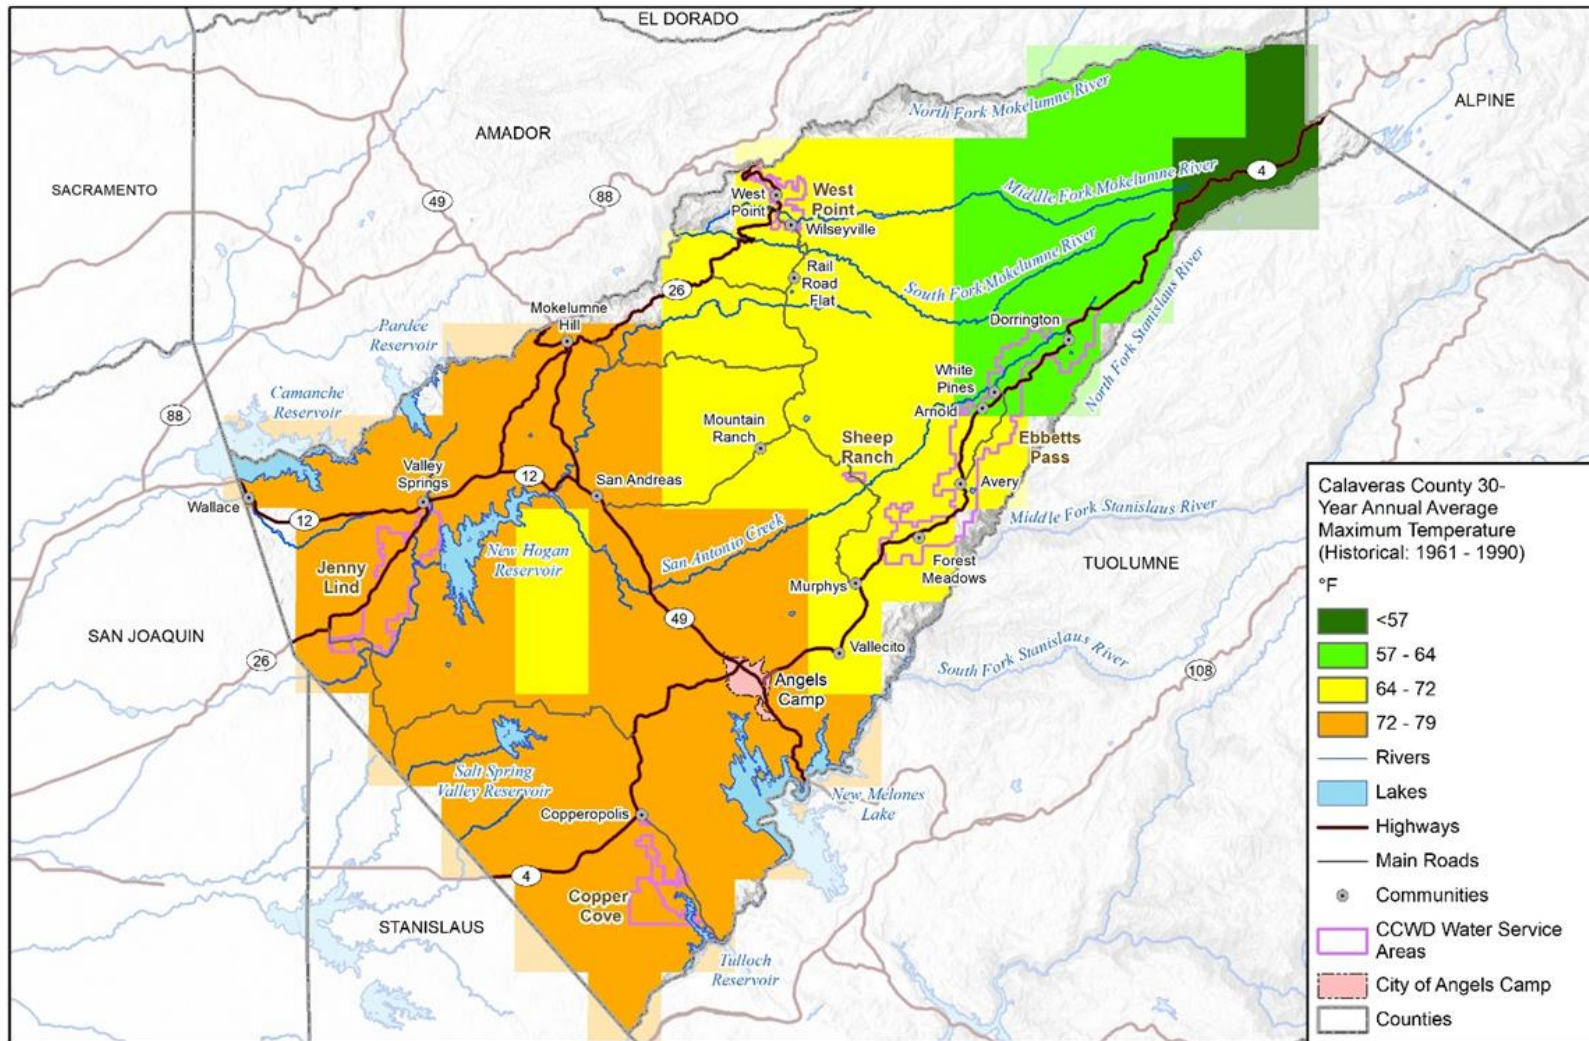 EL DORADO
ALPINE
AMADOR
North Fork Mokelumne River
SACRAMENTO
49
88
4
Middle Fork Mokelumne River
West
Point
West
Point
Wilseyville
South Fork Mokelumne River
Rail
Road
Flat
26
Mokelumne
Hill
Dorrington
North Fork Stanislaus River
Pardee
Reservoir
Camanche
Reservoir
88
White
Pines
Arnold
Mountain
Ranch
Sheep
Ranch
Ebbetts
Pass
Valley
Springs
12
San Andreas
Avery
Wallace
12
Middle Fork Stanislaus River
New Hogan
Reservoir
San Antonio Creek
Forest
Meadows
TUOLUMNE
Jenny
Lind
Murphys
49
SAN JOAQUIN
26
Vallecito
South Fork Stanislaus River
108
Angels
Camp
Salt Spring
Valley Reservoir
New Melones
Lake
Copperopolis
4
Copper
Cove
STANISLAUS
Tulloch
Reservoir
Calaveras County 30-
Year Annual Average
Maximum Temperature
(Historical: 1961 - 1990)
°F
<57
57 - 64
64 - 72
72 - 79
Rivers
Lakes
Highways
Main Roads
Communities
CCWD Water Service
Areas
City of Angels Camp
Counties